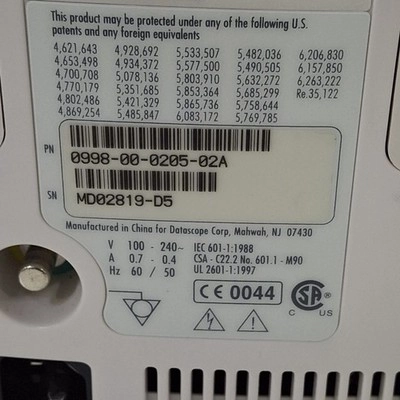 This product may be protected under any of the following U.S.
patents and any foreign equivalents
4,621,643 4,928,692 5,533,507 5,482,036 6,206,830
4,653,498 4,934,372 5,577,500 5,490,505 6,157,850
4,700,708 5,078,136 5,803,910 5,632,272 6,263,222
4,770,179 5,351,685 5,853,364 5,685,299 Re.35,122
4,802,486 5,421,329 5,865,736 5,758,644
4,869,254 5,485,847 6,083,172 5,769,785
PN
0998-00-0205-02A
SN
MD02819-D5
Manufactured in China for Datascope Corp, Mahwah, NJ 07430
V 100 - 240~ IEC 601-1:1988
A 0.7 - 0.4 CSA - C22.2 No. 601.1 - M90
Hz 60 / 50 UL 2601-1:1997
CE 0044
CSA
C US